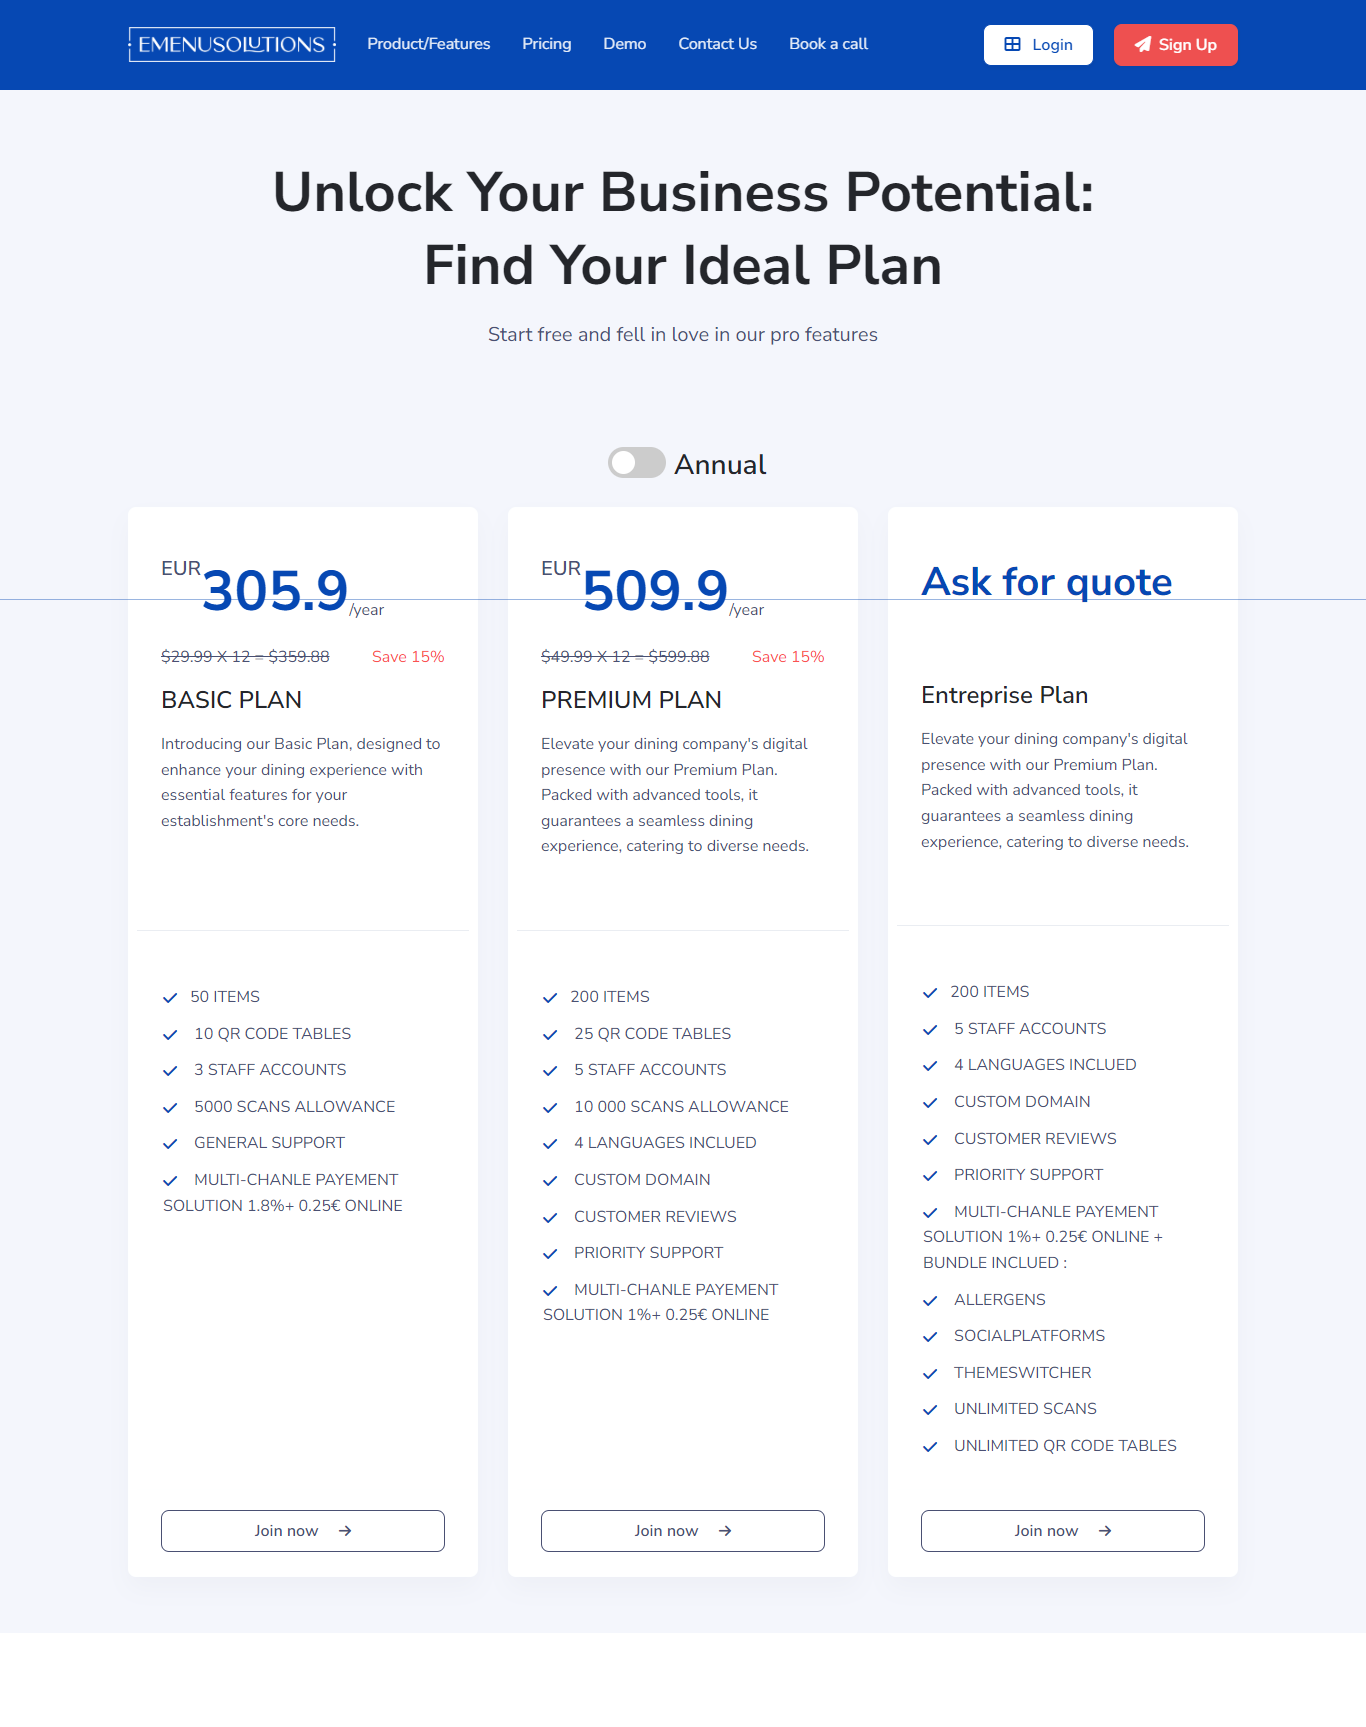 EMENUSOLUTIONS
Product/Features
Pricing
Demo
Contact Us
Book a call
Login
Sign Up
Unlock Your Business Potential:
Find Your Ideal Plan
Start free and fell in love in our pro features
Annual
EUR305.9/year
$29.99 X 12 = $359.88 Save 15%
BASIC PLAN
Introducing our Basic Plan, designed to
enhance your dining experience with
essential features for your
establishment's core needs.
50 ITEMS
10 QR CODE TABLES
3 STAFF ACCOUNTS
5000 SCANS ALLOWANCE
GENERAL SUPPORT
MULTI-CHANLE PAYEMENT
SOLUTION 1.8%+ 0.25€ ONLINE
Join now
EUR509.9/year
$49.99 X 12 = $599.88 Save 15%
PREMIUM PLAN
Elevate your dining company's digital
presence with our Premium Plan.
Packed with advanced tools, it
guarantees a seamless dining
experience, catering to diverse needs.
200 ITEMS
25 QR CODE TABLES
5 STAFF ACCOUNTS
10 000 SCANS ALLOWANCE
4 LANGUAGES INCLUED
CUSTOM DOMAIN
CUSTOMER REVIEWS
PRIORITY SUPPORT
MULTI-CHANLE PAYEMENT
SOLUTION 1%+ 0.25€ ONLINE
Join now
Ask for quote
Entreprise Plan
Elevate your dining company's digital
presence with our Premium Plan.
Packed with advanced tools, it
guarantees a seamless dining
experience, catering to diverse needs.
200 ITEMS
5 STAFF ACCOUNTS
4 LANGUAGES INCLUED
CUSTOM DOMAIN
CUSTOMER REVIEWS
PRIORITY SUPPORT
MULTI-CHANLE PAYEMENT
SOLUTION 1%+ 0.25€ ONLINE +
BUNDLE INCLUED :
ALLERGENS
SOCIALPLATFORMS
THEMESWITCHER
UNLIMITED SCANS
UNLIMITED QR CODE TABLES
Join now